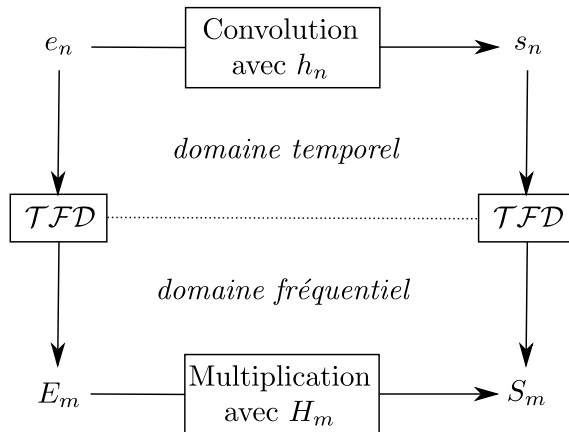 e_n
Convolution
avec h_n
s_n
domaine temporel
TFD
TFD
domaine fréquentiel
E_m
Multiplication
avec H_m
S_m